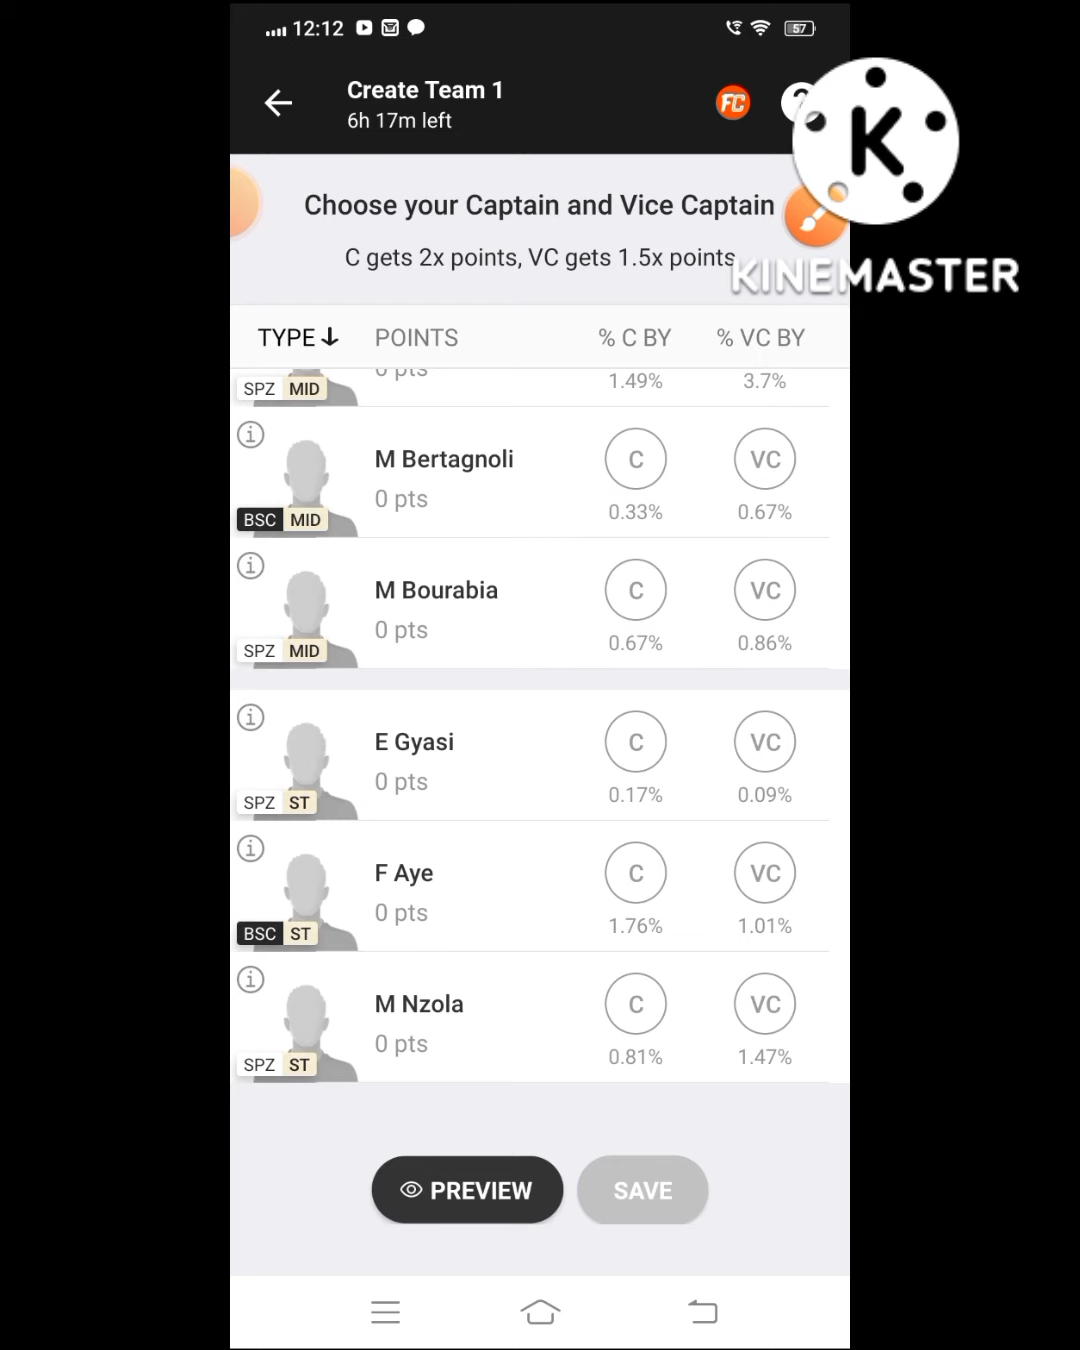 12:12
57
Create Team 1
6h 17m left
FC
K
KINEMASTER
Choose your Captain and Vice Captain
C gets 2x points, VC gets 1.5x points
TYPE POINTS % C BY % VC BY
0 pts 1.49% 3.7%
SPZ MID
M Bertagnoli C VC
0 pts 0.33% 0.67%
BSC MID
M Bourabia C VC
0 pts 0.67% 0.86%
SPZ MID
E Gyasi C VC
0 pts 0.17% 0.09%
SPZ ST
F Aye C VC
0 pts 1.76% 1.01%
BSC ST
M Nzola C VC
0 pts 0.81% 1.47%
SPZ ST
PREVIEW SAVE